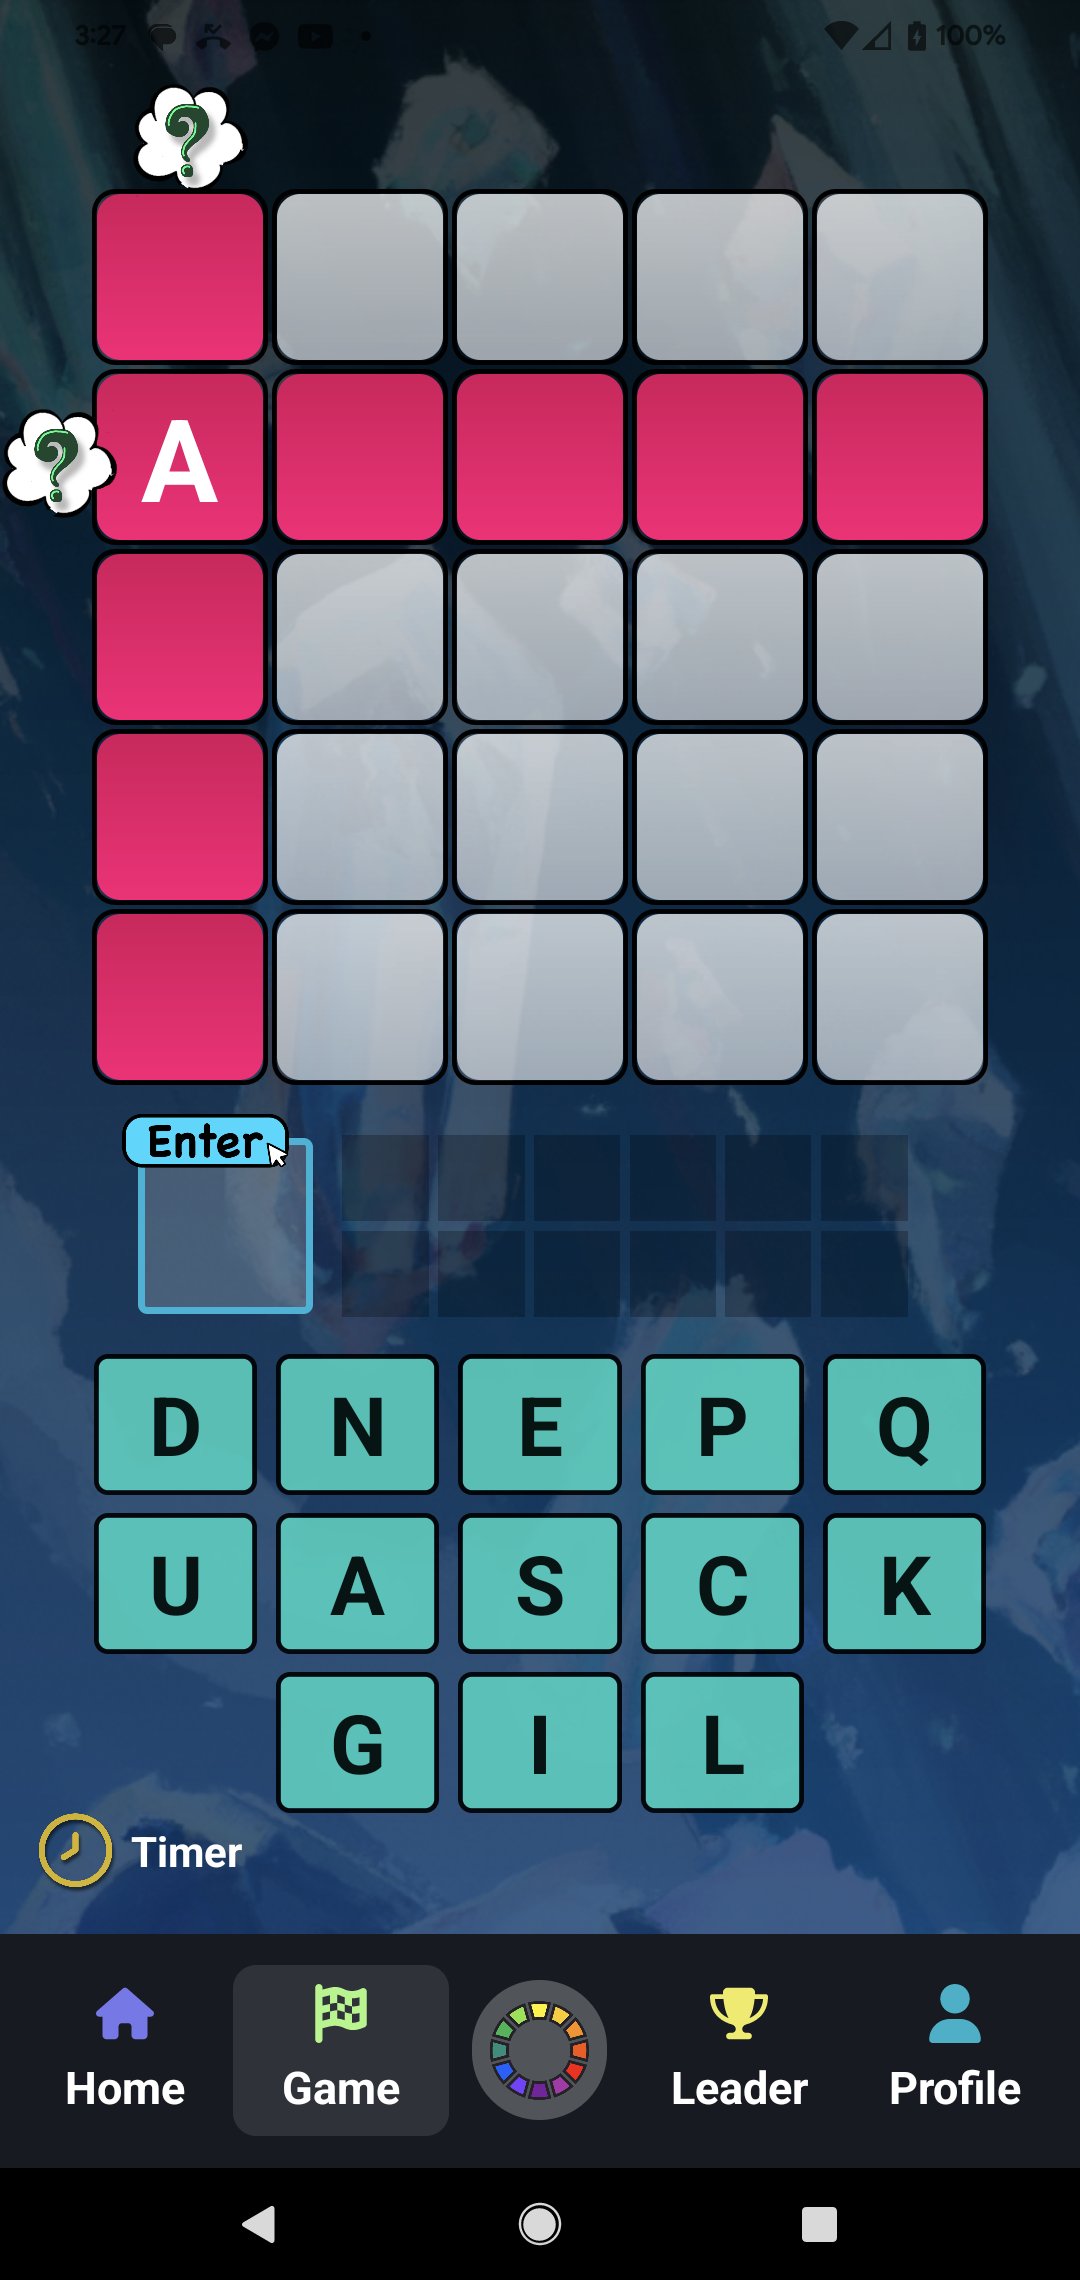 3:27 100%
?
? A
Enter
D N E P Q
U A S C K
G I L
Timer
Home Game Leader Profile